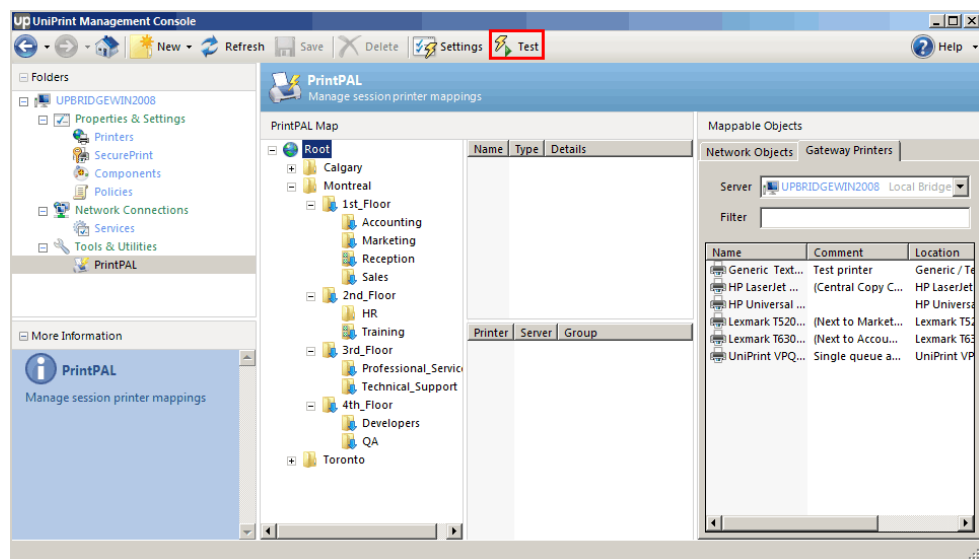 UniPrint Management Console
New Refresh Save Delete Settings Test Help
Folders
UPBRIDGEWIN2008
Properties & Settings
Printers
SecurePrint
Components
Policies
Network Connections
Services
Tools & Utilities
PrintPAL
More Information
PrintPAL
Manage session printer mappings
PrintPAL
Manage session printer mappings
PrintPAL Map
Root
Calgary
Montreal
1st_Floor
Accounting
Marketing
Reception
Sales
2nd_Floor
HR
Training
3rd_Floor
Professional_Servic
Technical_Support
4th_Floor
Developers
QA
Toronto
Name Type Details
Printer Server Group
Mappable Objects
Network Objects Gateway Printers
Server UPBRIDGEWIN2008 Local Bridge
Filter
Name Comment Location
Generic Text... Test printer Generic / Te
HP LaserJet ... (Central Copy C... HP LaserJet
HP Universal ... HP Universa
Lexmark T520... (Next to Market... Lexmark T52
Lexmark T630... (Next to Accou... Lexmark T63
UniPrint VPQ... Single queue a... UniPrint VP